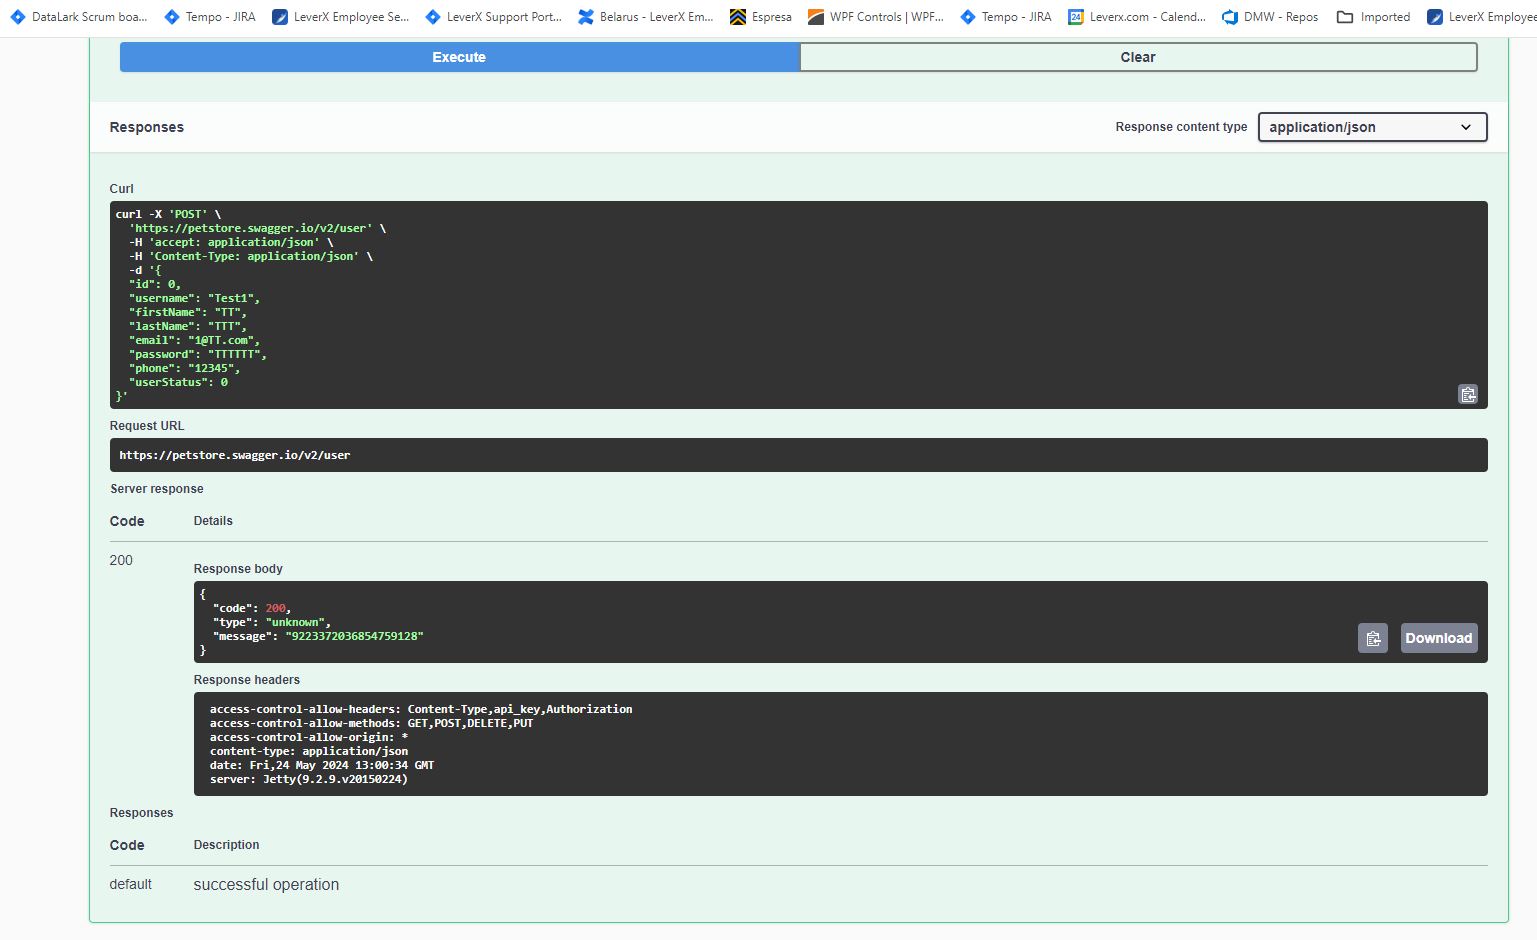 DataLark Scrum boa... Tempo - JIRA LeverX Employee Se... LeverX Support Port... Belarus - LeverX Em... Espresa WPF Controls | WPF... Tempo - JIRA Leverx.com - Calend... DMW - Repos Imported LeverX Employee
Execute Clear
Responses Response content type application/json
Curl
curl -X 'POST' \
'https://petstore.swagger.io/v2/user' \
-H 'accept: application/json' \
-H 'Content-Type: application/json' \
-d '{
"id": 0,
"username": "Test1",
"firstName": "TT",
"lastName": "TTT",
"email": "1@TT.com",
"password": "TTTTTT",
"phone": "12345",
"userStatus": 0
}'
Request URL
https://petstore.swagger.io/v2/user
Server response
Code Details
200
Response body
{
"code": 200,
"type": "unknown",
"message": "9223372036854759128"
}
Download
Response headers
access-control-allow-headers: Content-Type,api_key,Authorization
access-control-allow-methods: GET,POST,DELETE,PUT
access-control-allow-origin: *
content-type: application/json
date: Fri,24 May 2024 13:00:34 GMT
server: Jetty(9.2.9.v20150224)
Responses
Code Description
default successful operation